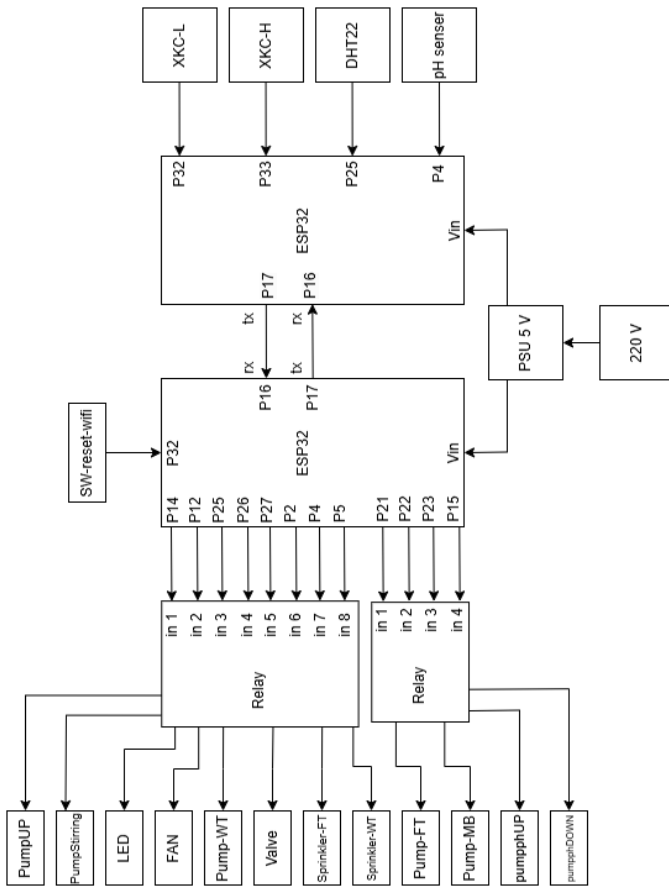 XKC-L
XKC-H
DHT22
pH senser
P32
P33
P25
P4
ESP32
Vin
P17
P16
tx
rx
rx
tx
PSU 5 V
220 V
SW-reset-wifi
P16
P17
P32
ESP32
Vin
P14
P12
P25
P26
P27
P2
P4
P5
P21
P22
P23
P15
in 1
in 2
in 3
in 4
in 5
in 6
in 7
in 8
Relay
in 1
in 2
in 3
in 4
Relay
PumpUP
PumpStirring
LED
FAN
Pump-WT
Valve
Sprinkler-FT
Sprinkler-WT
Pump-FT
Pump-MB
pumpphUP
pumpphDOWN